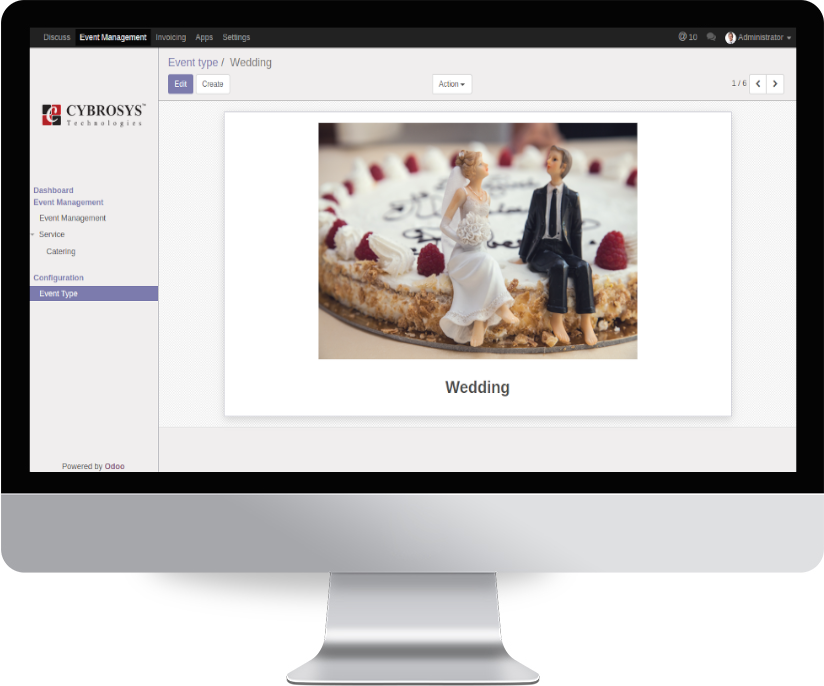 Discuss Event Management Invoicing Apps Settings @ 10 Administrator
Event type / Wedding
Edit Create Action 1 / 6
CYBROSYS™
Technologies
Dashboard
Event Management
Event Management
Service
Catering
Configuration
Event Type
Wedding
Powered by Odoo